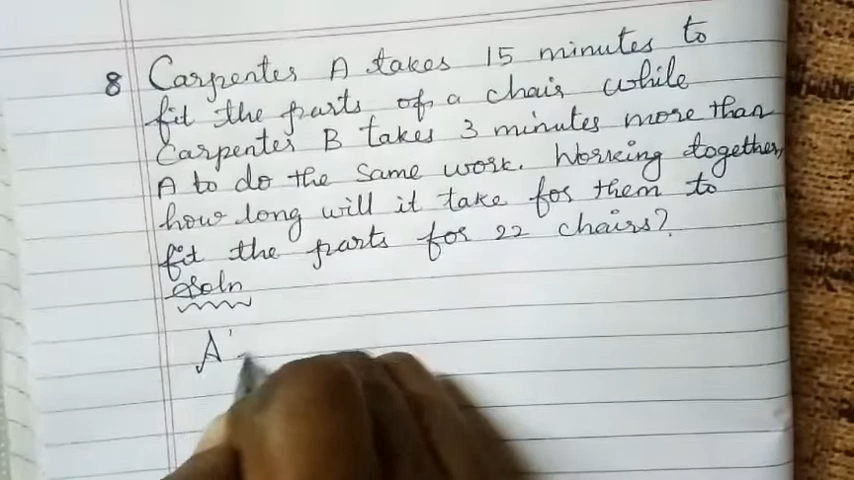 8 Carpenter A takes 15 minutes to
fit the parts of a chair while
Carpenter B takes 3 minutes more than
A to do the same work. Working together,
how long will it take for them to
fit the parts for 22 chairs?
Soln
A'